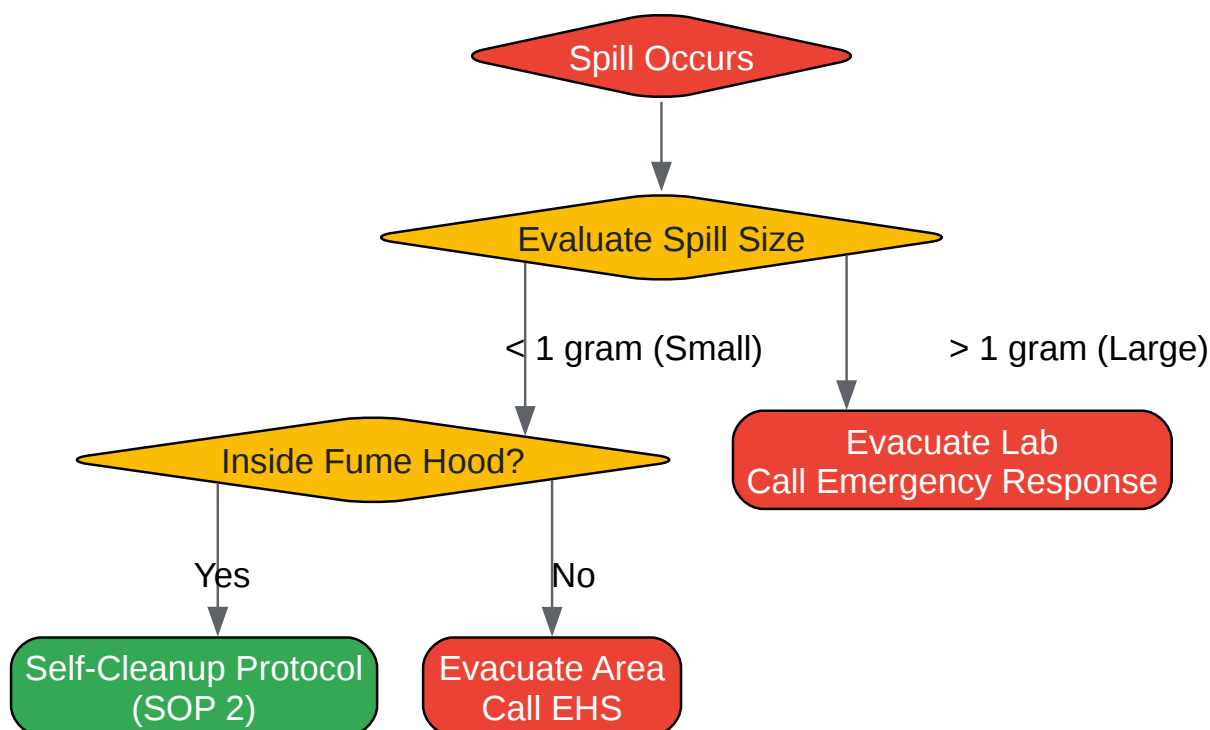 Spill Occurs
Evaluate Spill Size
< 1 gram (Small)
> 1 gram (Large)
Evacuate Lab
Call Emergency Response
Inside Fume Hood?
Yes
No
Self-Cleanup Protocol
(SOP 2)
Evacuate Area
Call EHS